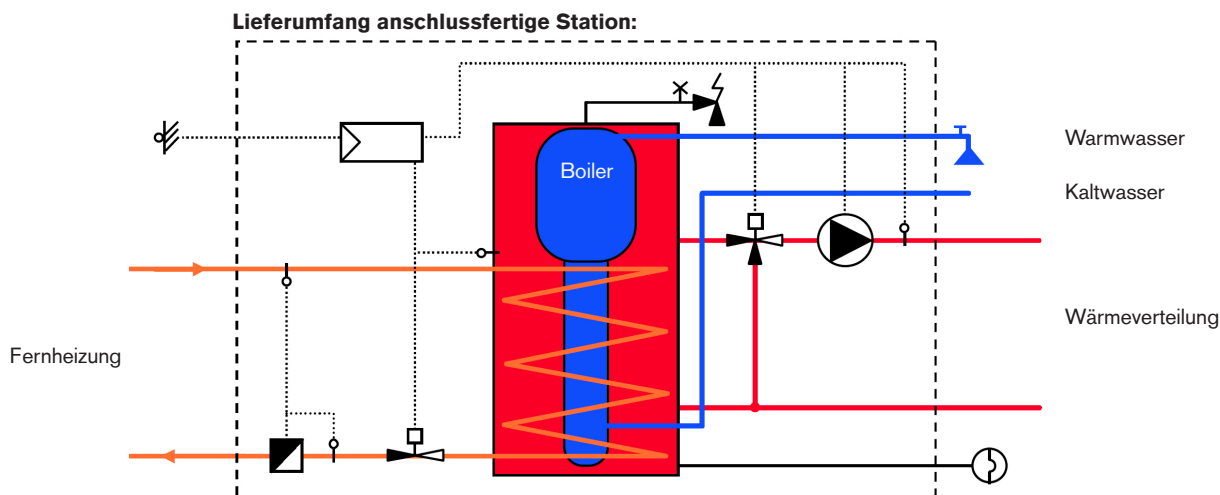 Lieferumfang anschlussfertige Station:
Warmwasser
Boiler
Kaltwasser
Wärmeverteilung
Fernheizung